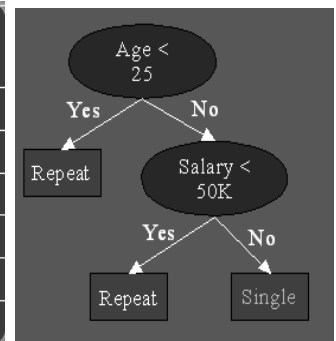 Age <
25
Yes
No
Repeat
Salary <
50K
Yes
No
Repeat
Single